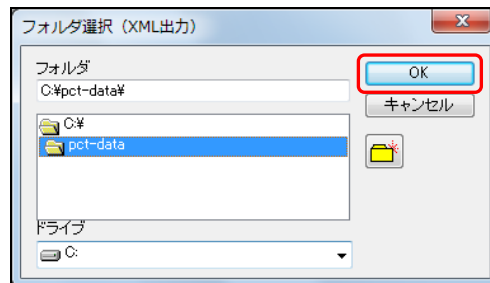 フォルダ選択（XML出力）
フォルダ
C:¥pct-data¥
C:¥
pct-data
ドライブ
C:
OK
キャンセル